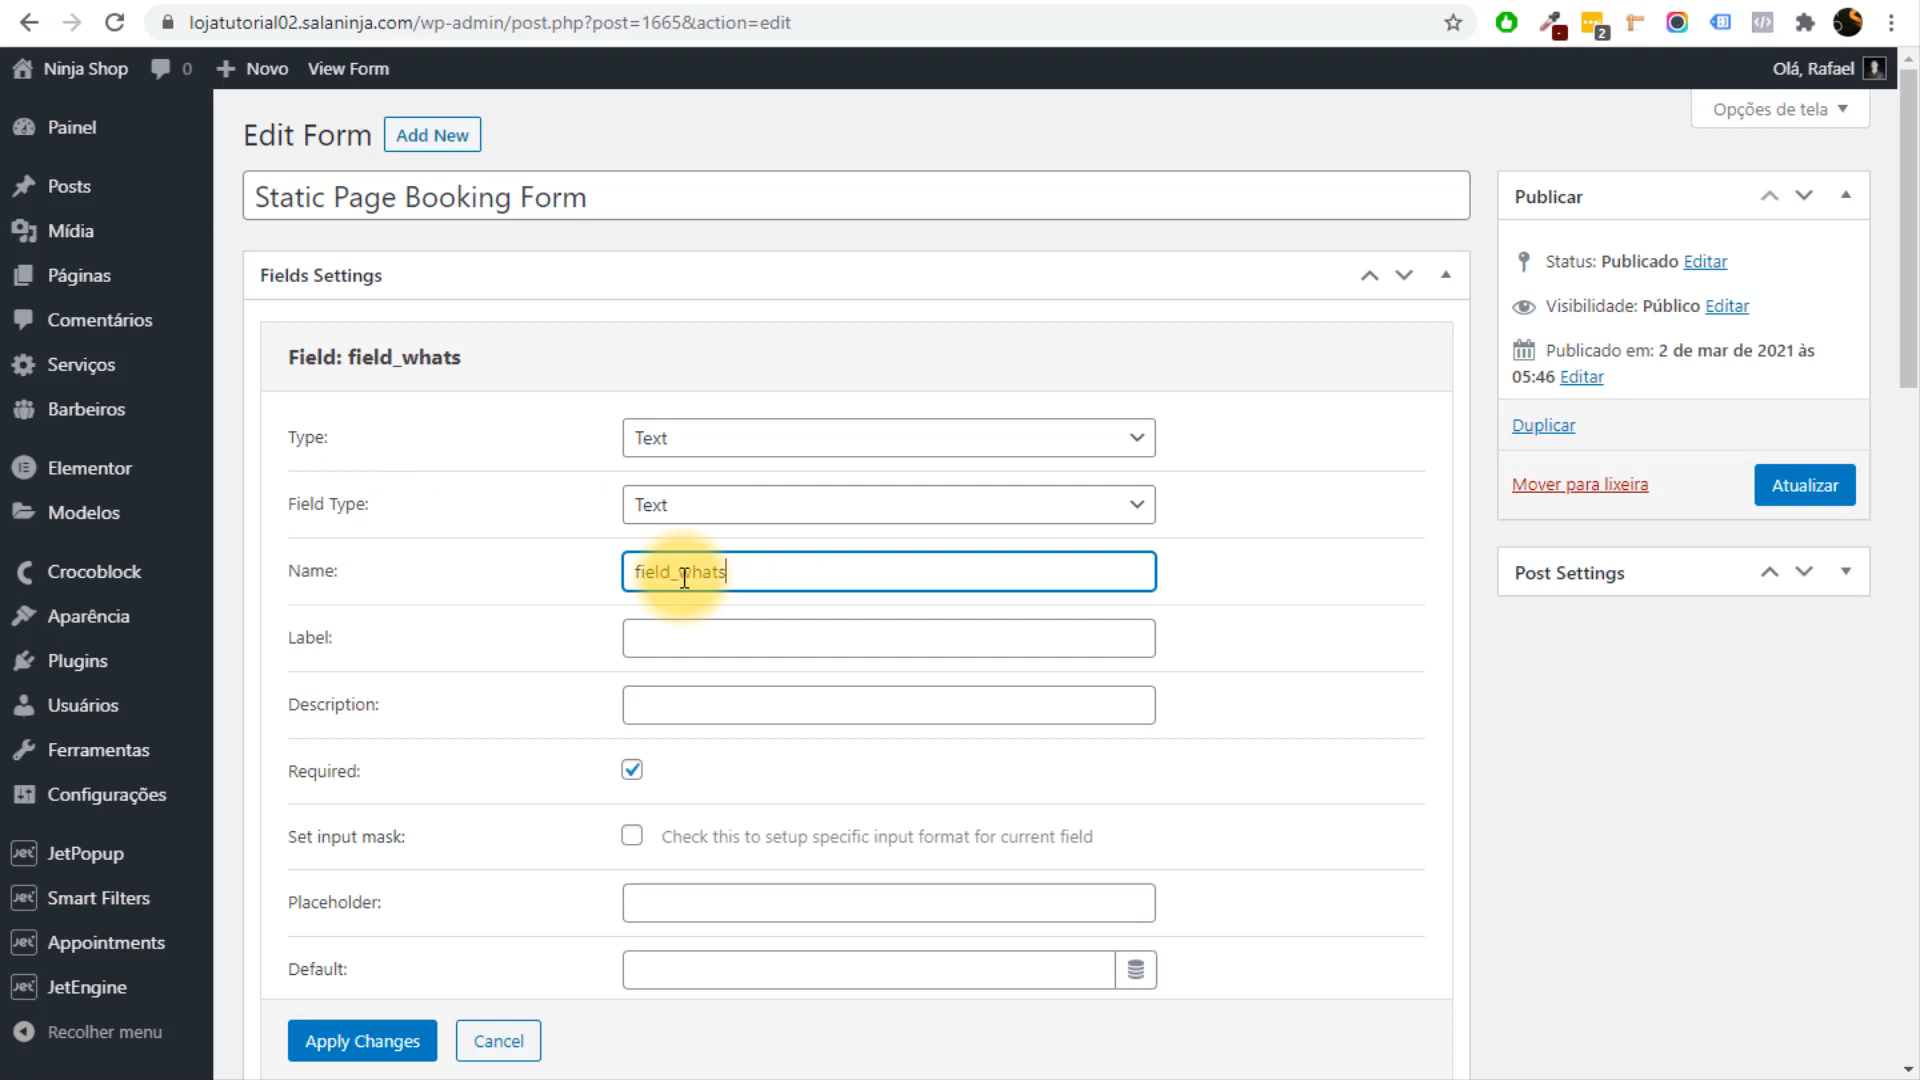 lojatutorial02.salaninja.com/wp-admin/post.php?post=1665&action=edit
2
Ninja Shop 0 Novo View Form Olá, Rafael
Opções de tela
Painel
Posts
Mídia
Páginas
Comentários
Serviços
Barbeiros
Elementor
Modelos
Crocoblock
Aparência
Plugins
Usuários
Ferramentas
Configurações
Jet JetPopup
Jet Smart Filters
Jet Appointments
Jet JetEngine
Recolher menu
Edit Form Add New
Static Page Booking Form
Fields Settings
Field: field_whats
Type: Text
Field Type: Text
Name: field_whats
Label:
Description:
Required:
Set input mask: Check this to setup specific input format for current field
Placeholder:
Default:
Apply Changes Cancel
Publicar
Status: Publicado Editar
Visibilidade: Público Editar
Publicado em: 2 de mar de 2021 às
05:46 Editar
Duplicar
Mover para lixeira Atualizar
Post Settings